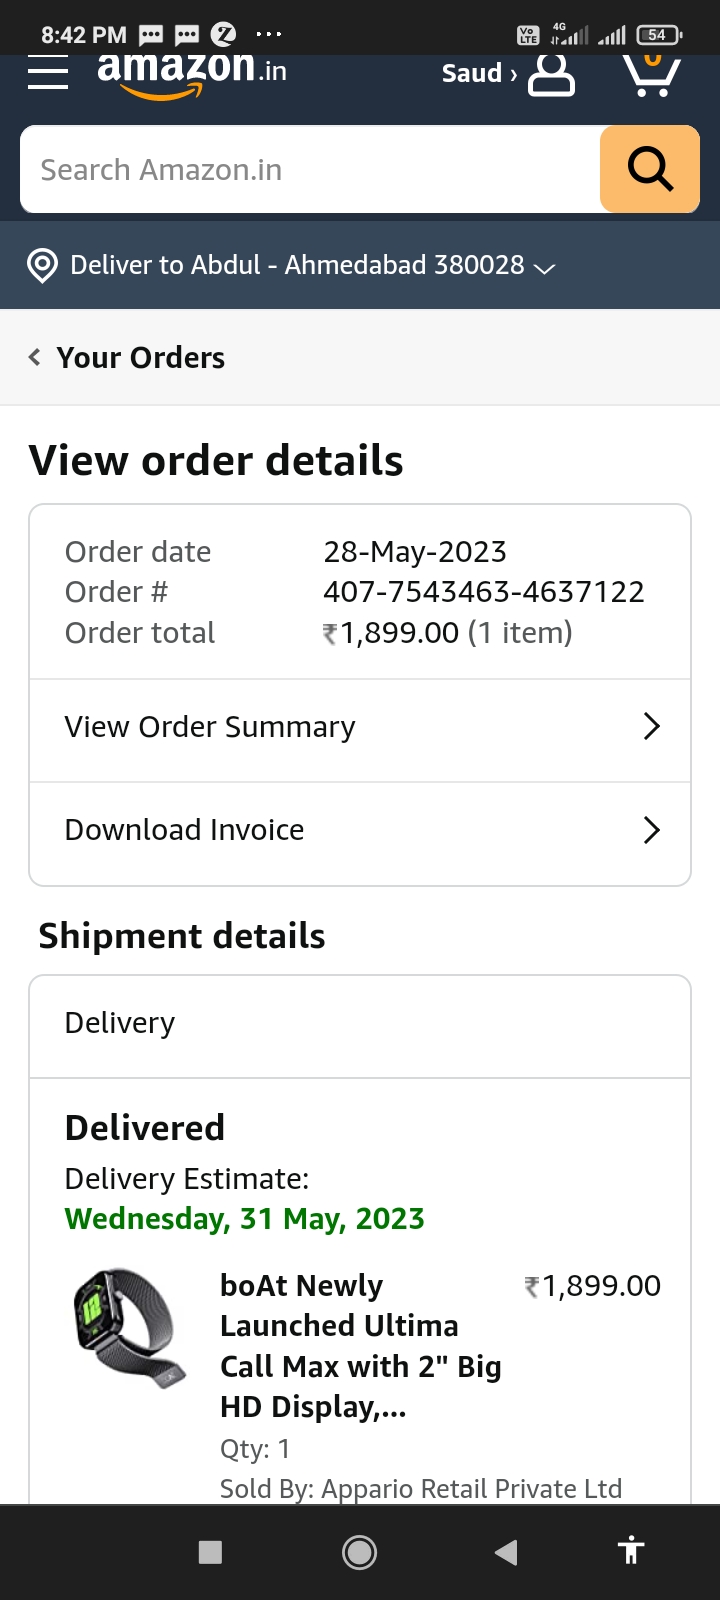 8:42 PM
Vo LTE 4G 54
amazon.in
Saud ›
0
Search Amazon.in
Deliver to Abdul - Ahmedabad 380028
Your Orders
View order details
Order date 28-May-2023
Order # 407-7543463-4637122
Order total ₹1,899.00 (1 item)
View Order Summary
Download Invoice
Shipment details
Delivery
Delivered
Delivery Estimate:
Wednesday, 31 May, 2023
boAt Newly ₹1,899.00
Launched Ultima
Call Max with 2" Big
HD Display,...
Qty: 1
Sold By: Appario Retail Private Ltd
12